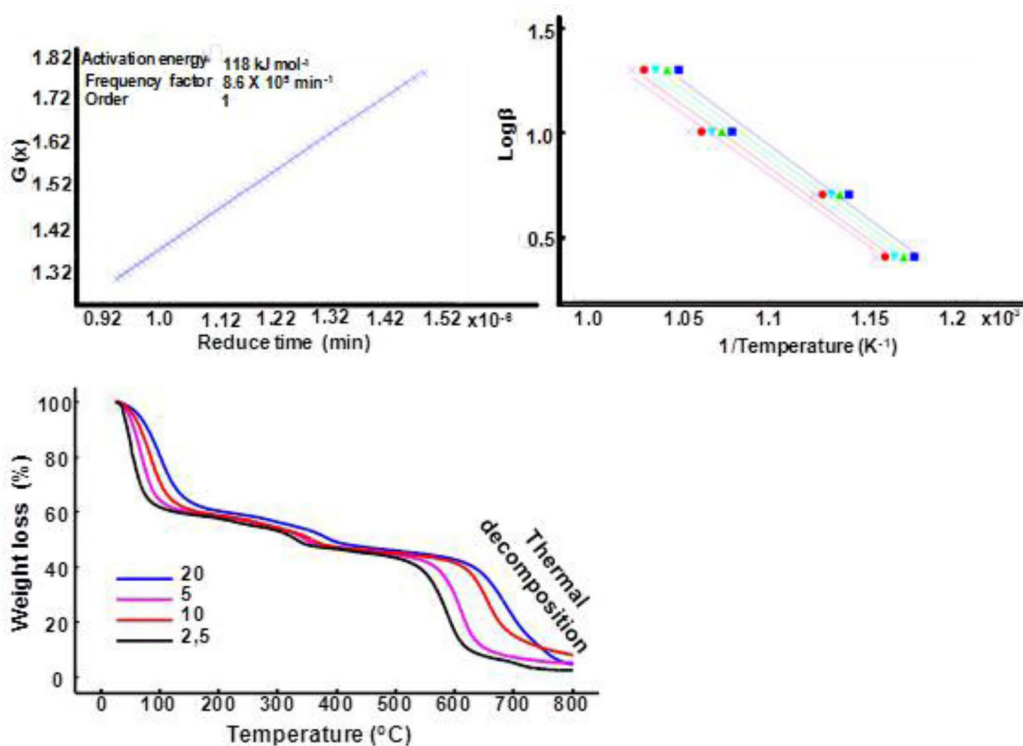 1.82
1.72
1.62
1.52
1.42
1.32
G (x)
Activation energy 118 kJ mol⁻¹
Frequency factor 8.6 X 10⁵ min⁻¹
Order 1
0.92 1.0 1.12 1.22 1.32 1.42 1.52 x10⁻⁸
Reduce time (min)
1.5
1.0
0.5
Logβ
1.0 1.05 1.1 1.15 1.2 x10³
1/Temperature (K⁻¹)
100
80
60
40
20
0
Weight loss (%)
20
5
10
2,5
Thermal
decomposition
0 100 200 300 400 500 600 700 800
Temperature (⁰C)